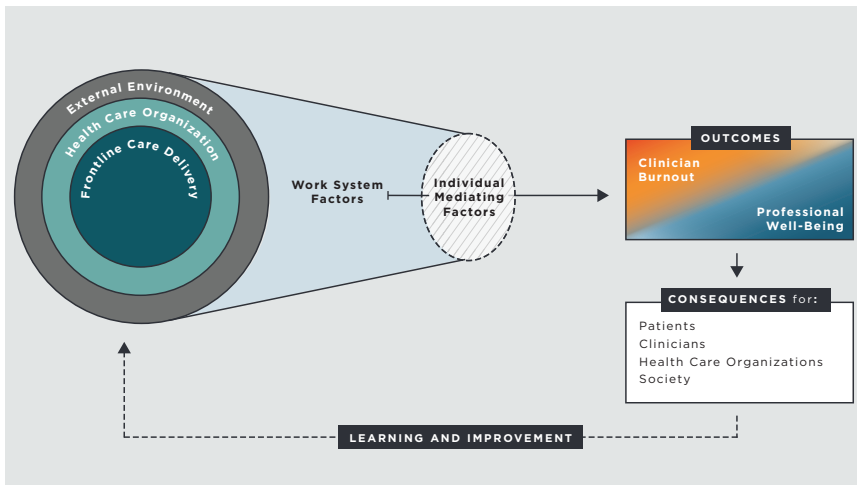 External Environment
Health Care Organization
Frontline Care Delivery
Work System
Factors
Individual
Mediating
Factors
OUTCOMES
Clinician
Burnout
Professional
Well-Being
CONSEQUENCES for:
Patients
Clinicians
Health Care Organizations
Society
LEARNING AND IMPROVEMENT